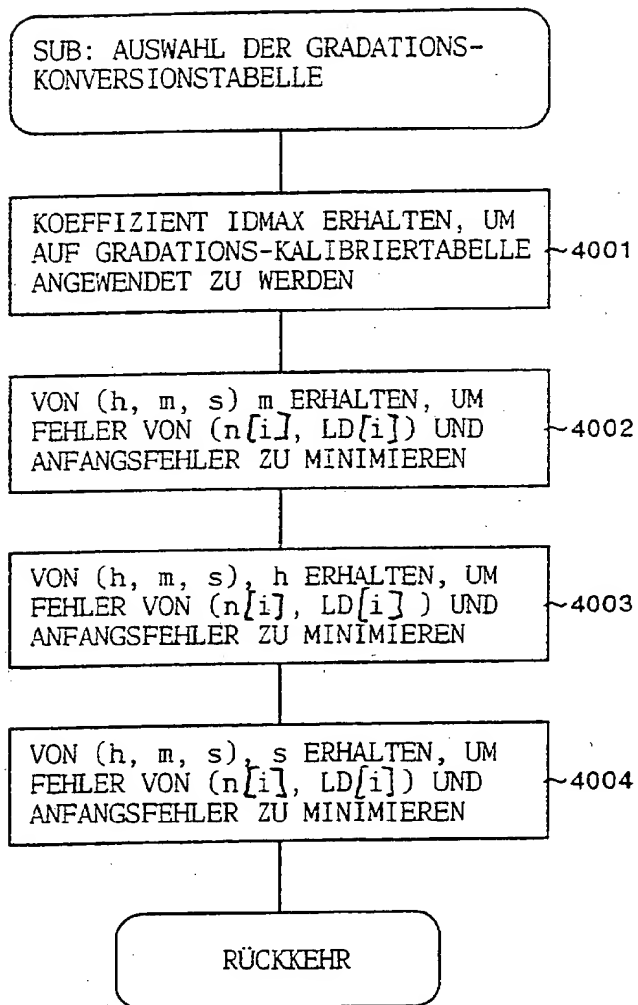 SUB: AUSWAHL DER GRADATIONS-
KONVERSIONSTABELLE
KOEFFIZIENT IDMAX ERHALTEN, UM
AUF GRADATIONS-KALIBRIERTABELLE
ANGEWENDET ZU WERDEN
~4001
VON (h, m, s) m ERHALTEN, UM
FEHLER VON (n[i], LD[i]) UND
ANFANGSFEHLER ZU MINIMIEREN
~4002
VON (h, m, s), h ERHALTEN, UM
FEHLER VON (n[i], LD[i] ) UND
ANFANGSFEHLER ZU MINIMIEREN
~4003
VON (h, m, s), s ERHALTEN, UM
FEHLER VON (n[i], LD[i]) UND
ANFANGSFEHLER ZU MINIMIEREN
~4004
RÜCKKEHR